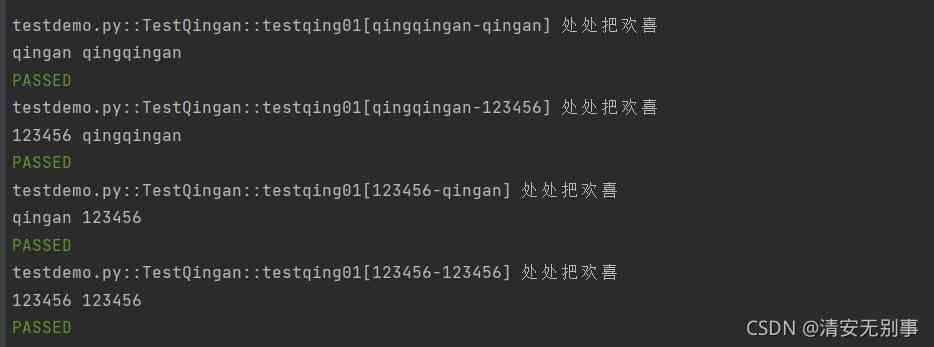 testdemo.py::TestQingan::testqing01[qingqingan-qingan] 处处把欢喜
qingan qingqingan
PASSED
testdemo.py::TestQingan::testqing01[qingqingan-123456] 处处把欢喜
123456 qingqingan
PASSED
testdemo.py::TestQingan::testqing01[123456-qingan] 处处把欢喜
qingan 123456
PASSED
testdemo.py::TestQingan::testqing01[123456-123456] 处处把欢喜
123456 123456
PASSED
CSDN @清安无别事